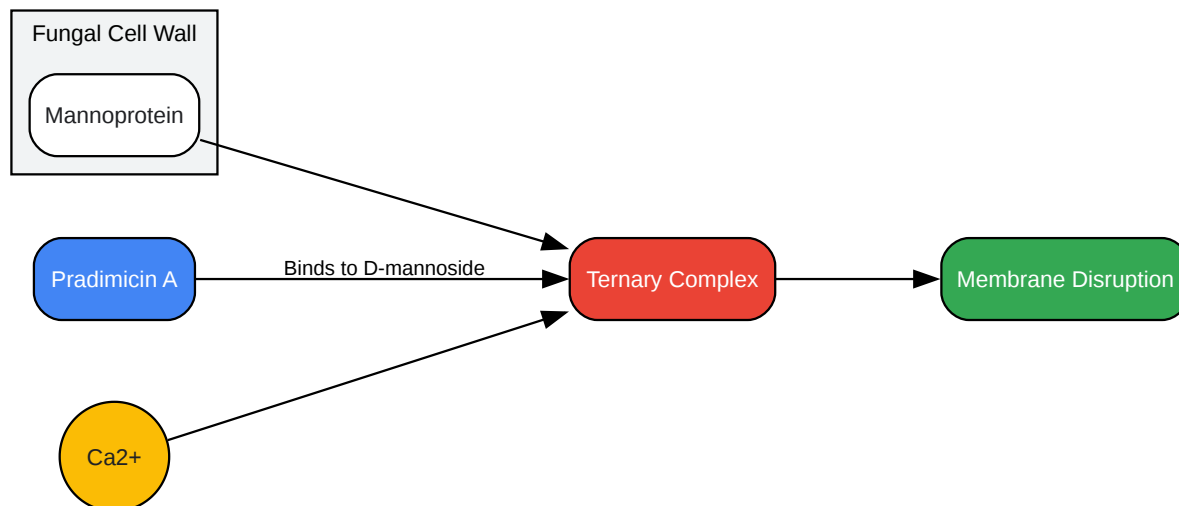 Fungal Cell Wall
Mannoprotein
Pradimicin A
Binds to D-mannoside
Ternary Complex
Membrane Disruption
Ca2+